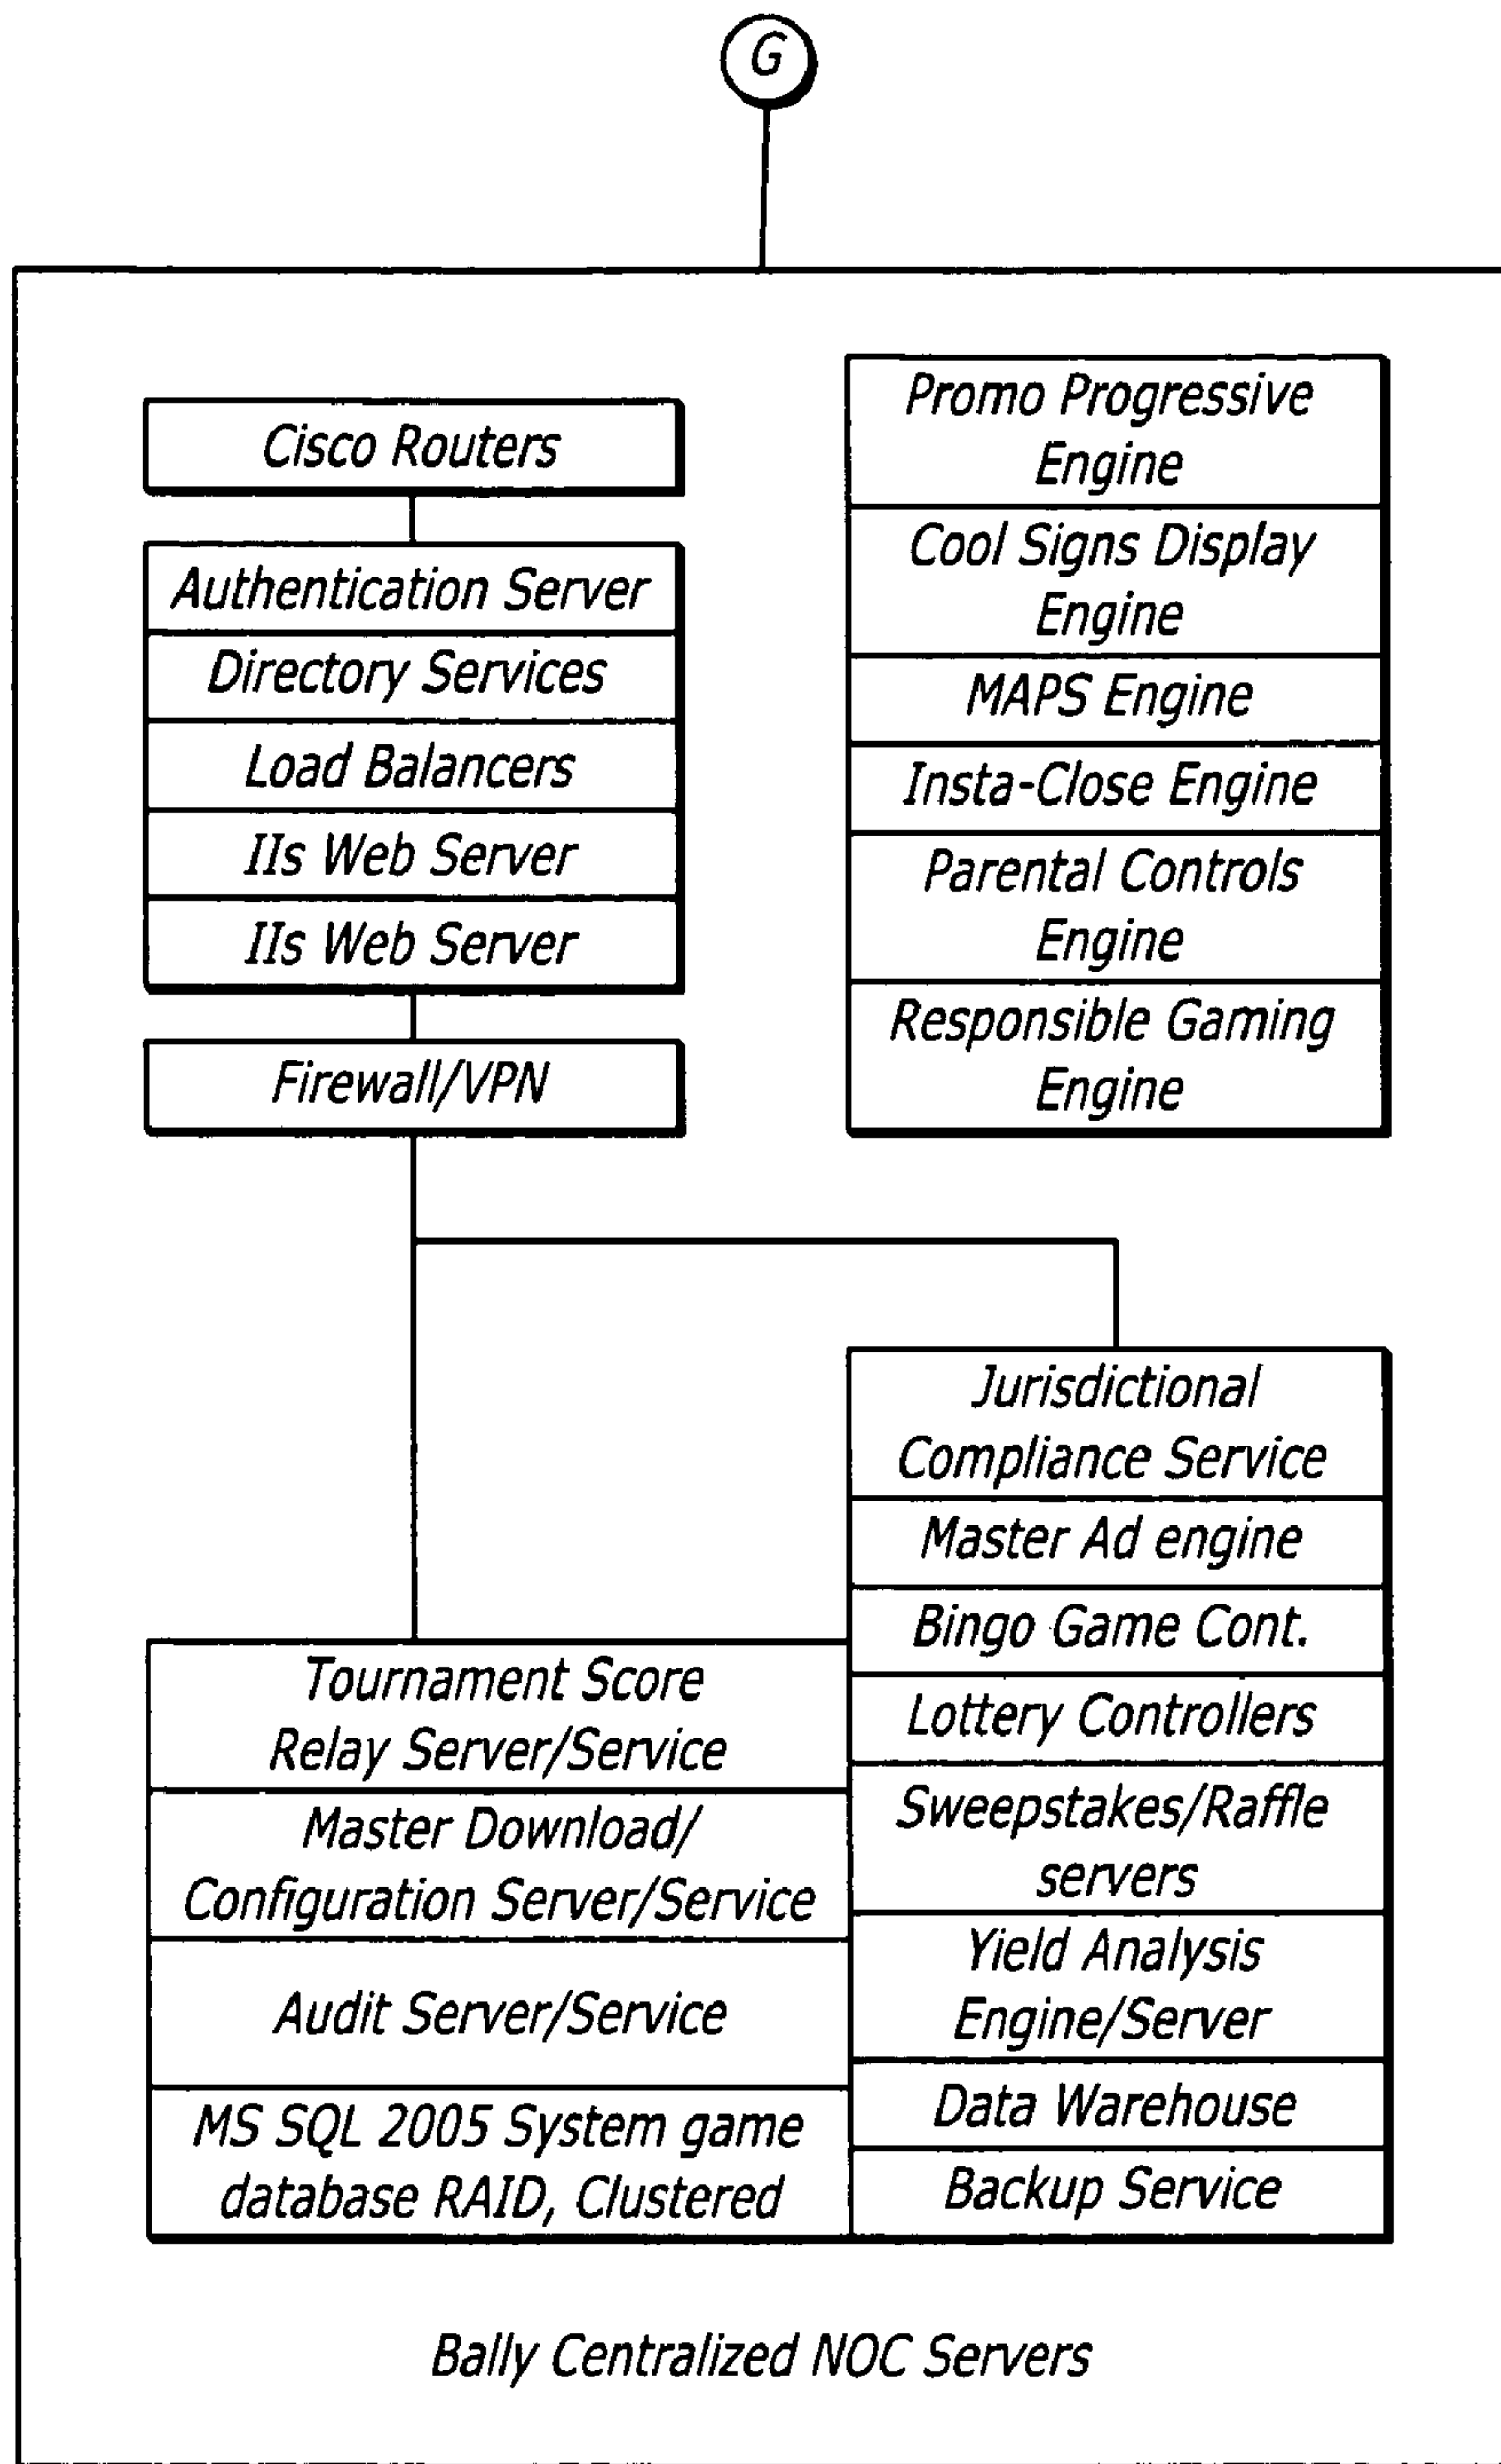 G
Cisco Routers
Authentication Server
Directory Services
Load Balancers
IIs Web Server
IIs Web Server
Firewall/VPN
Promo Progressive
Engine
Cool Signs Display
Engine
MAPS Engine
Insta-Close Engine
Parental Controls
Engine
Responsible Gaming
Engine
Tournament Score
Relay Server/Service
Master Download/
Configuration Server/Service
Audit Server/Service
MS SQL 2005 System game
database RAID, Clustered
Jurisdictional
Compliance Service
Master Ad engine
Bingo Game Cont.
Lottery Controllers
Sweepstakes/Raffle
servers
Yield Analysis
Engine/Server
Data Warehouse
Backup Service
Bally Centralized NOC Servers